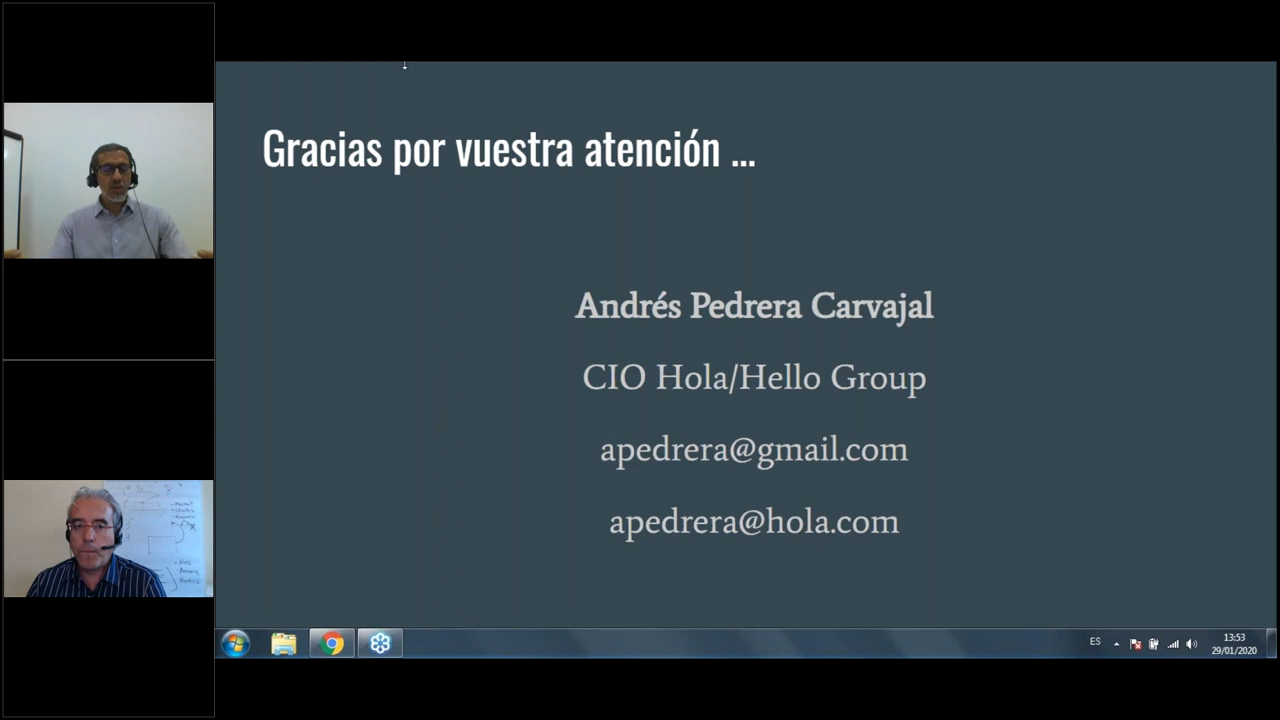 Gracias por vuestra atención ...
Andrés Pedrera Carvajal
CIO Hola/Hello Group
apedrera@gmail.com
apedrera@hola.com
ES
13:53
29/01/2020